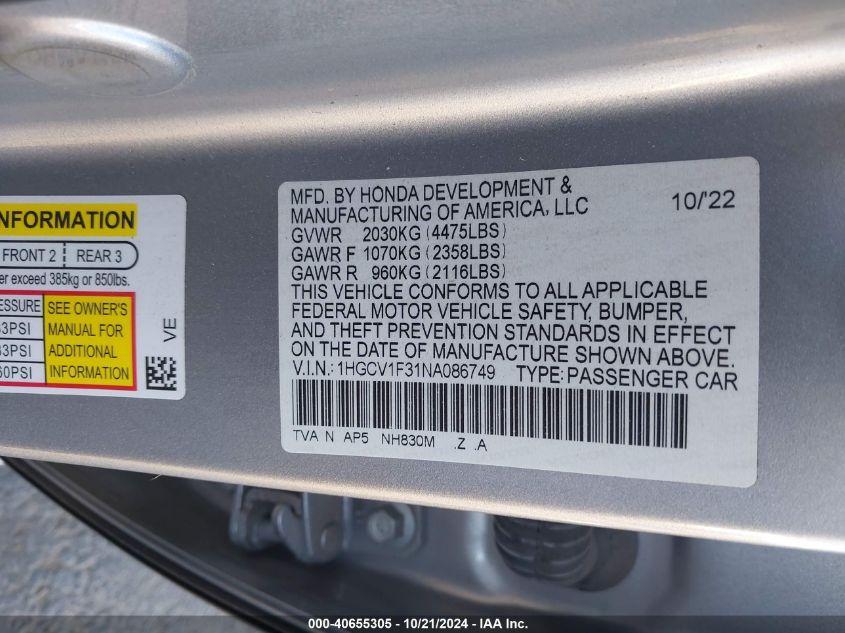 NFORMATION
FRONT 2 REAR 3
er exceed 385kg or 850lbs.
ESSURE
3PSI
3PSI
60PSI
SEE OWNER'S
MANUAL FOR
ADDITIONAL
INFORMATION
VE
MFD. BY HONDA DEVELOPMENT &
MANUFACTURING OF AMERICA, LLC 10/'22
GVWR 2030KG (4475LBS)
GAWR F 1070KG (2358LBS)
GAWR R 960KG (2116LBS)
THIS VEHICLE CONFORMS TO ALL APPLICABLE
FEDERAL MOTOR VEHICLE SAFETY, BUMPER,
AND THEFT PREVENTION STANDARDS IN EFFECT
ON THE DATE OF MANUFACTURE SHOWN ABOVE.
V.I.N.: 1HGCV1F31NA086749 TYPE: PASSENGER CAR
TVA N AP5 NH830M .Z .A
000 - 40655305 - 10/21/2024 - IAA Inc.